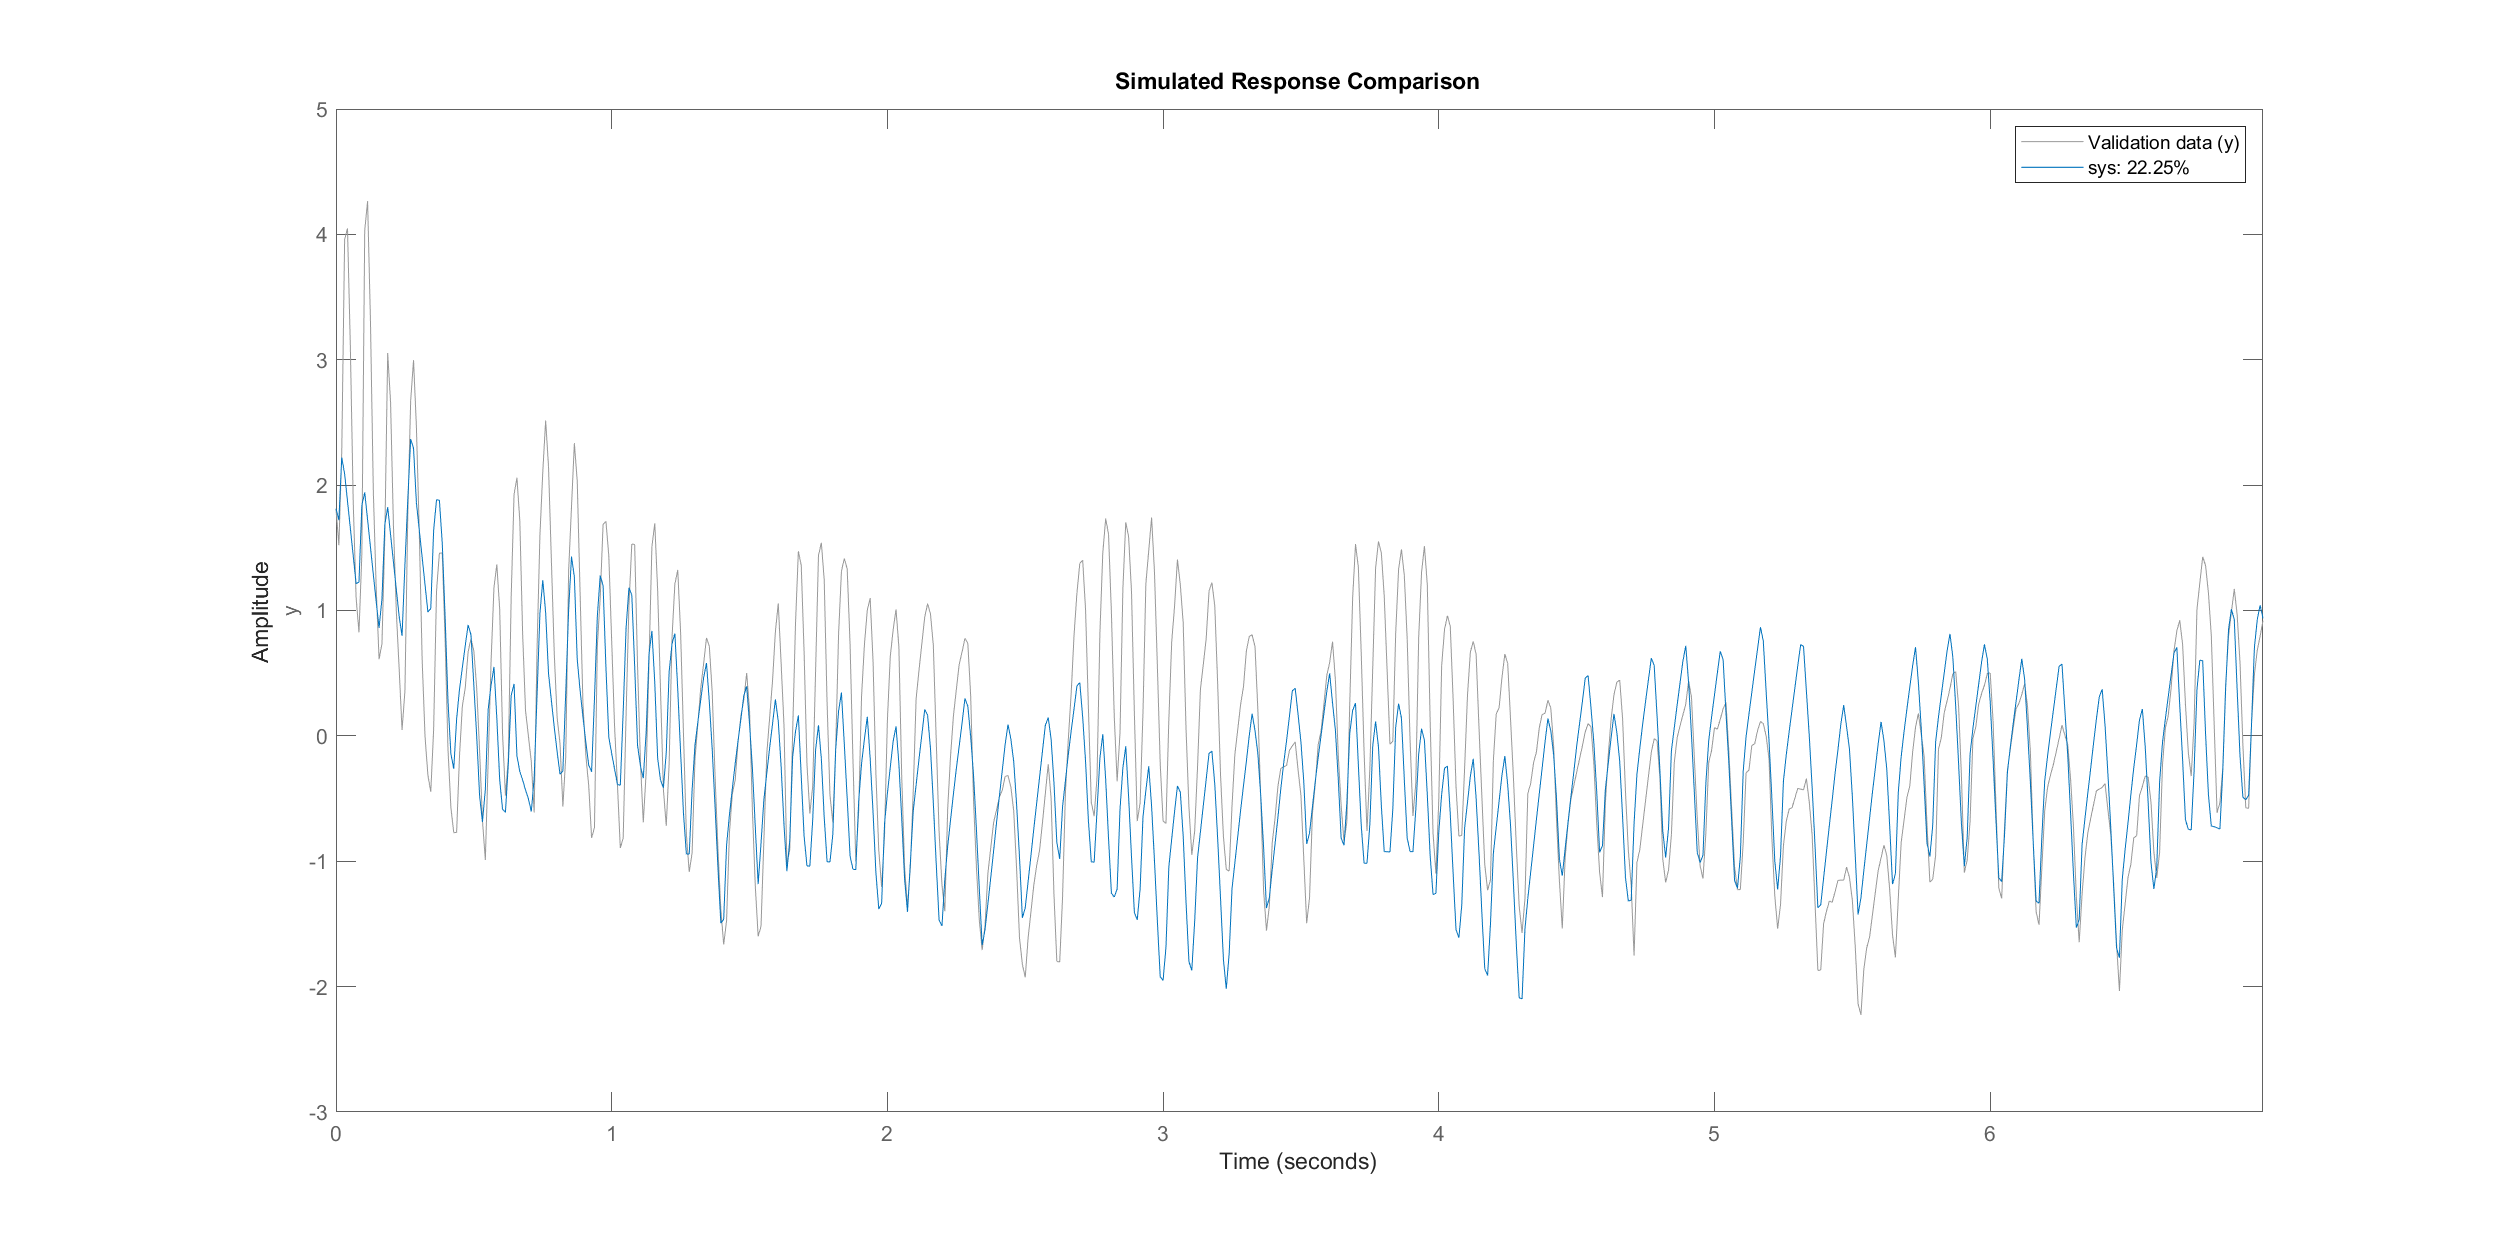 Simulated Response Comparison
Validation data (y)
sys: 22.25%
5
4
3
2
1
0
-1
-2
-3
Amplitude
y
0
1
2
3
4
5
6
Time (seconds)